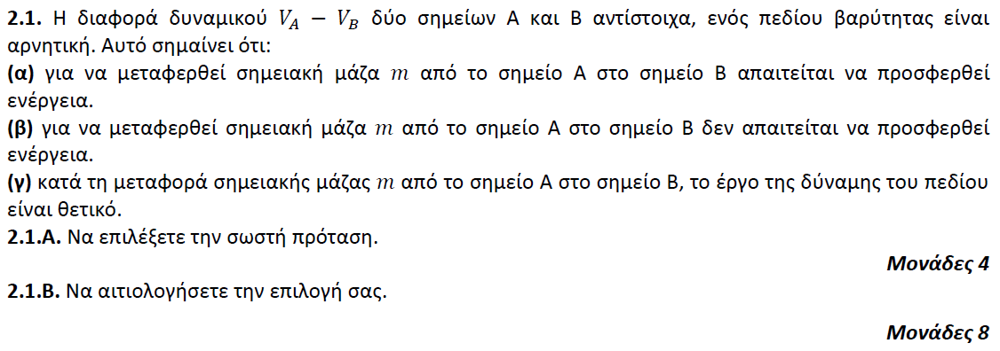 2.1. Η διαφορά δυναμικού V_A − V_B δύο σημείων Α και Β αντίστοιχα, ενός πεδίου βαρύτητας είναι
αρνητική. Αυτό σημαίνει ότι:
(α) για να μεταφερθεί σημειακή μάζα m από το σημείο Α στο σημείο Β απαιτείται να προσφερθεί
ενέργεια.
(β) για να μεταφερθεί σημειακή μάζα m από το σημείο Α στο σημείο Β δεν απαιτείται να προσφερθεί
ενέργεια.
(γ) κατά τη μεταφορά σημειακής μάζας m από το σημείο Α στο σημείο Β, το έργο της δύναμης του πεδίου
είναι θετικό.
2.1.Α. Να επιλέξετε την σωστή πρόταση.
Μονάδες 4
2.1.Β. Να αιτιολογήσετε την επιλογή σας.
Μονάδες 8